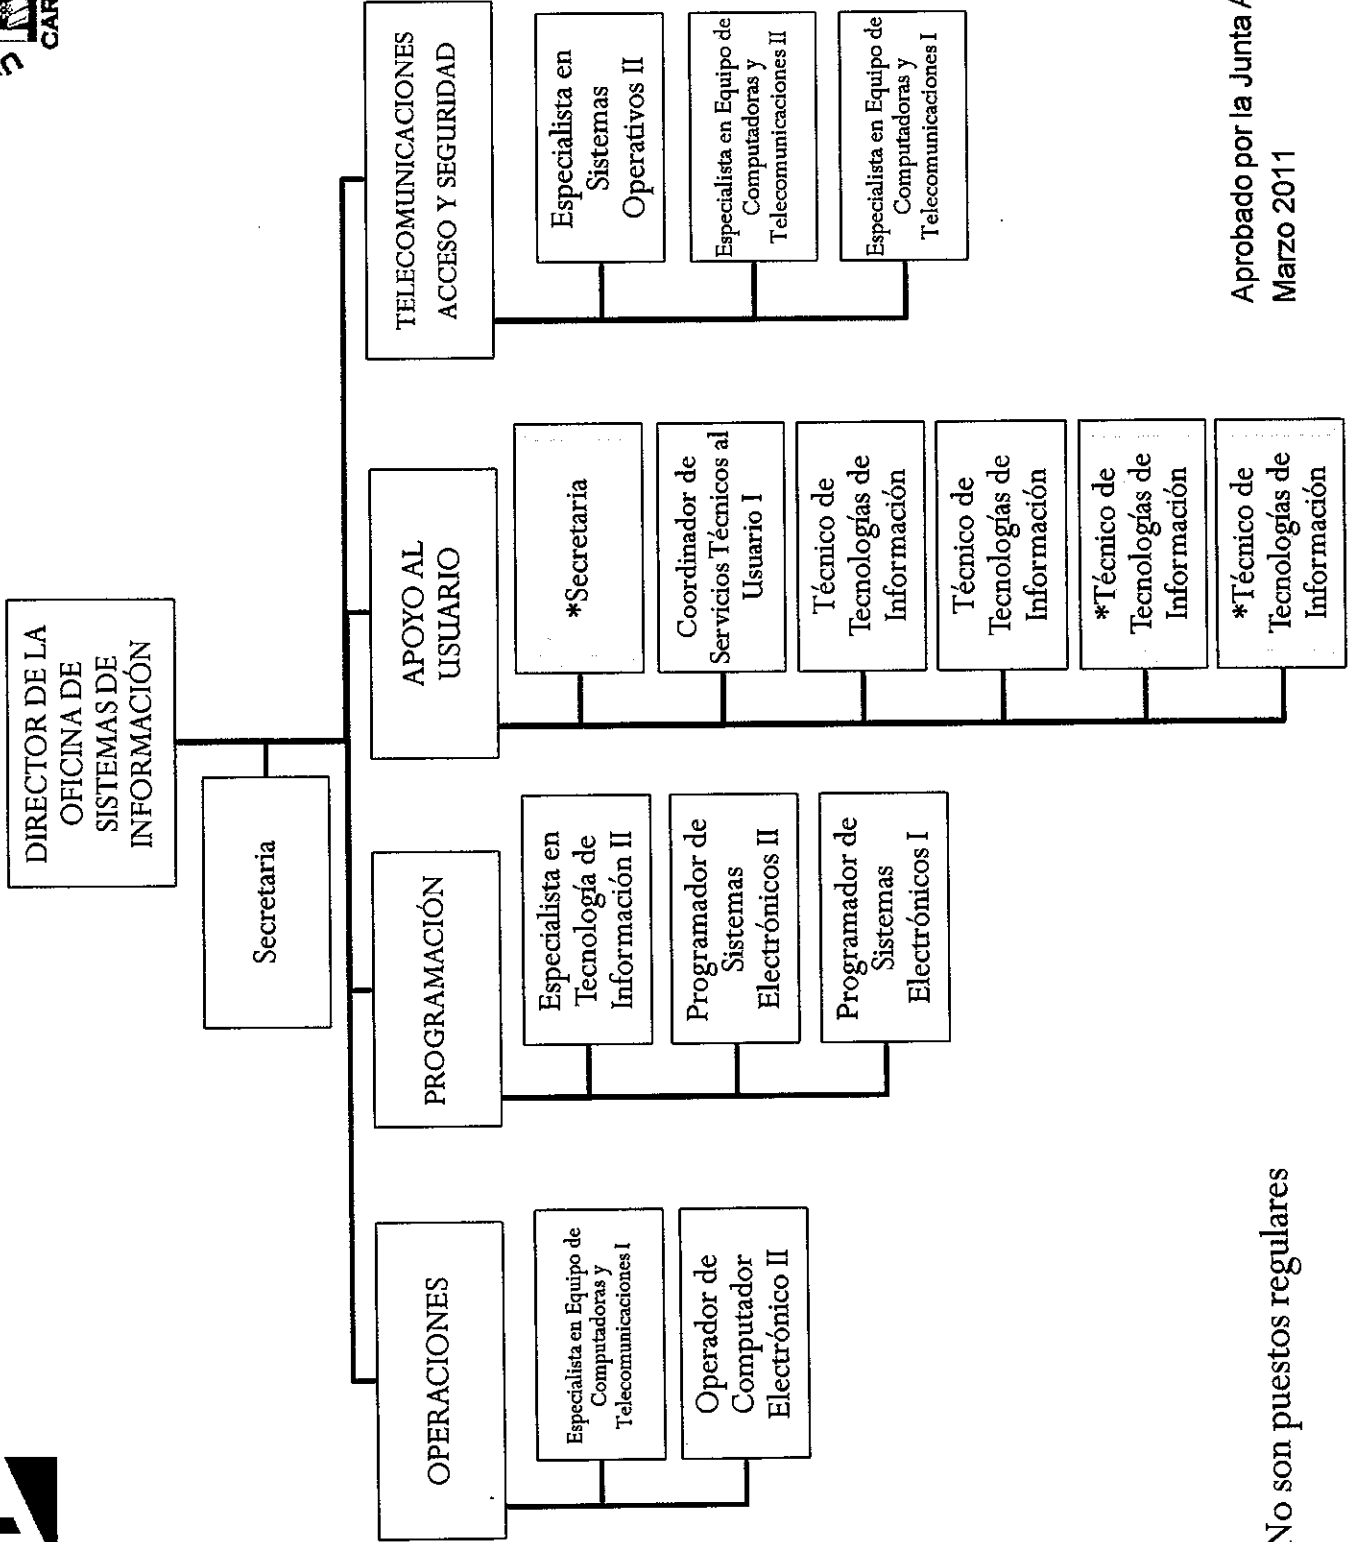 DIRECTOR DE LA
OFICINA DE
SISTEMAS DE
INFORMACIÓN
Secretaria
OPERACIONES
Especialista en Equipo de
Computadoras y
Telecomunicaciones I
Operador de
Computador
Electrónico II
PROGRAMACIÓN
Especialista en
Tecnología de
Información II
Programador de
Sistemas
Electrónicos II
Programador de
Sistemas
Electrónicos I
APOYO AL
USUARIO
*Secretaria
Coordinador de
Servicios Técnicos al
Usuario I
Técnico de
Tecnologías de
Información
Técnico de
Tecnologías de
Información
*Técnico de
Tecnologías de
Información
*Técnico de
Tecnologías de
Información
TELECOMUNICACIONES
ACCESO Y SEGURIDAD
Especialista en
Sistemas
Operativos II
Especialista en Equipo de
Computadoras y
Telecomunicaciones II
Especialista en Equipo de
Computadoras y
Telecomunicaciones I
No son puestos regulares
Aprobado por la Junta
Marzo 2011